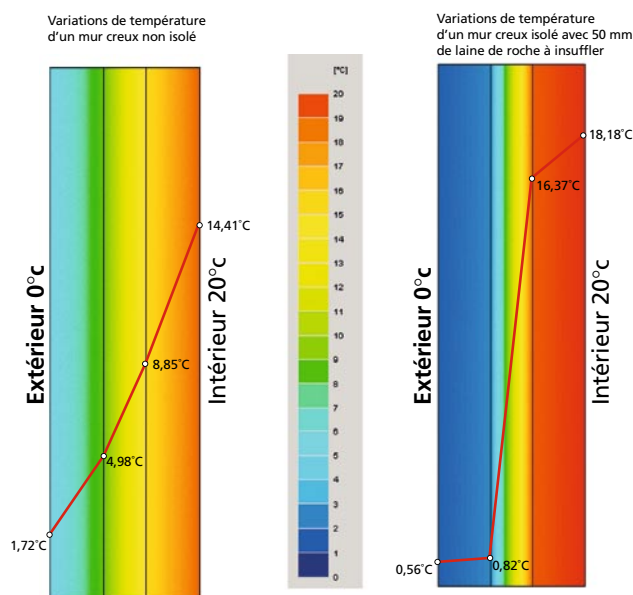 Variations de température
d'un mur creux non isolé
Extérieur 0°c
1,72°C
4,98°C
8,85°C
14,41°C
Intérieur 20°c
[°C]
20
19
18
17
16
15
14
13
12
11
10
9
8
7
6
5
4
3
2
1
0
Variations de température
d'un mur creux isolé avec 50 mm
de laine de roche à insuffler
Extérieur 0°c
0,56°C
0,82°C
16,37°C
18,18°C
Intérieur 20°c